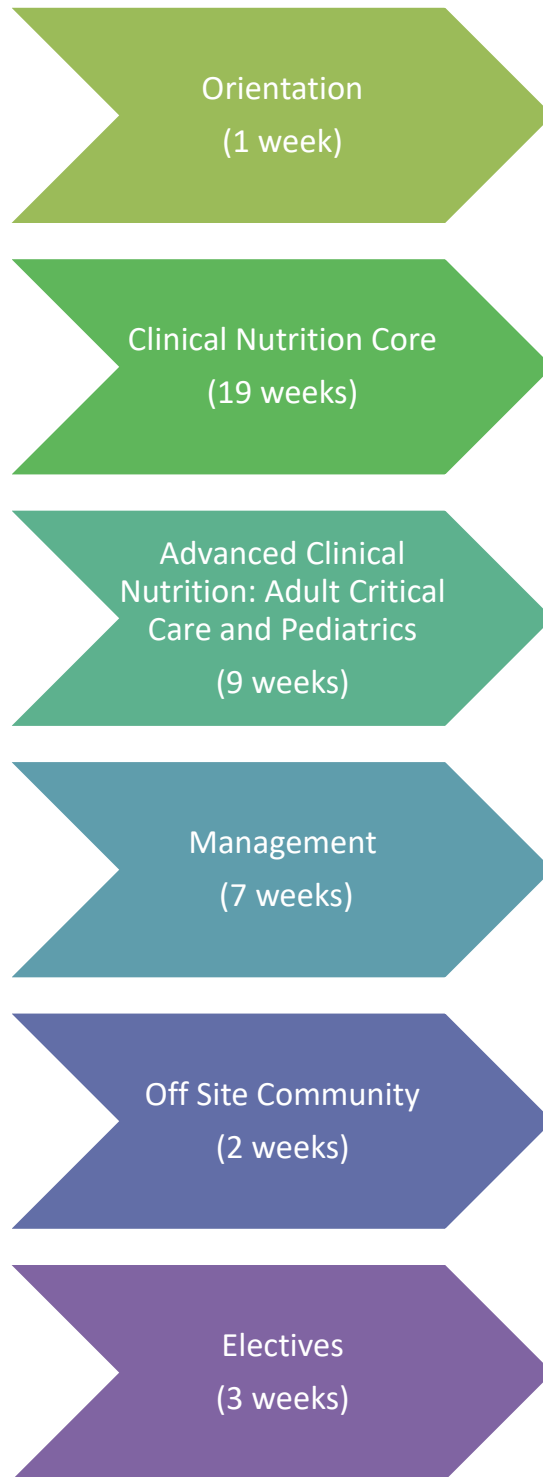 Orientation
(1 week)
Clinical Nutrition Core
(19 weeks)
Advanced Clinical
Nutrition: Adult Critical
Care and Pediatrics
(9 weeks)
Management
(7 weeks)
Off Site Community
(2 weeks)
Electives
(3 weeks)